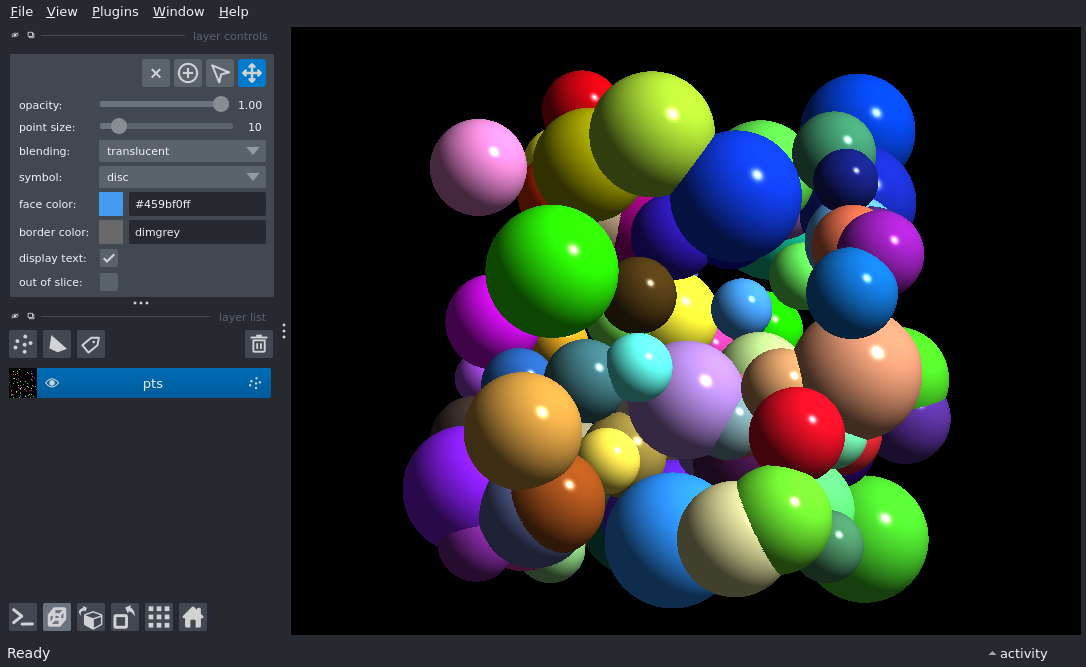 File View Plugins Window Help
layer controls
opacity: 1.00
point size: 10
blending: translucent
symbol: disc
face color: #459bf0ff
border color: dimgrey
display text:
out of slice:
layer list
pts
Ready
activity